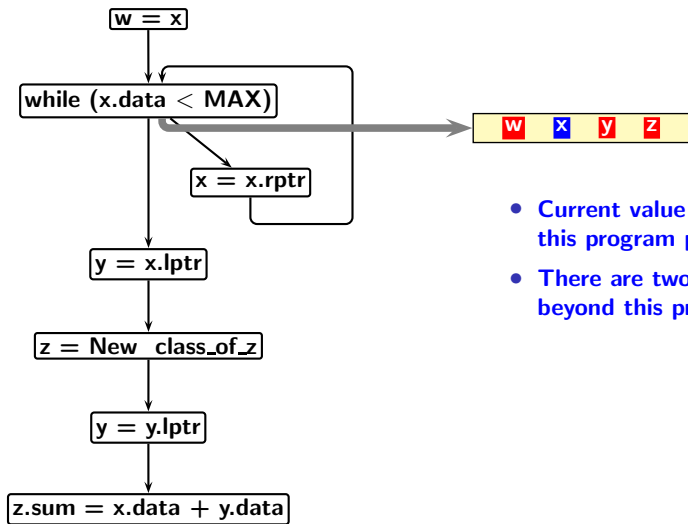 w = x
while (x.data < MAX)
w x y z
x = x.rptr
• Current value
this program
y = x.lptr
• There are two
beyond this
z = New class_of_z
y = y.lptr
z.sum = x.data + y.data